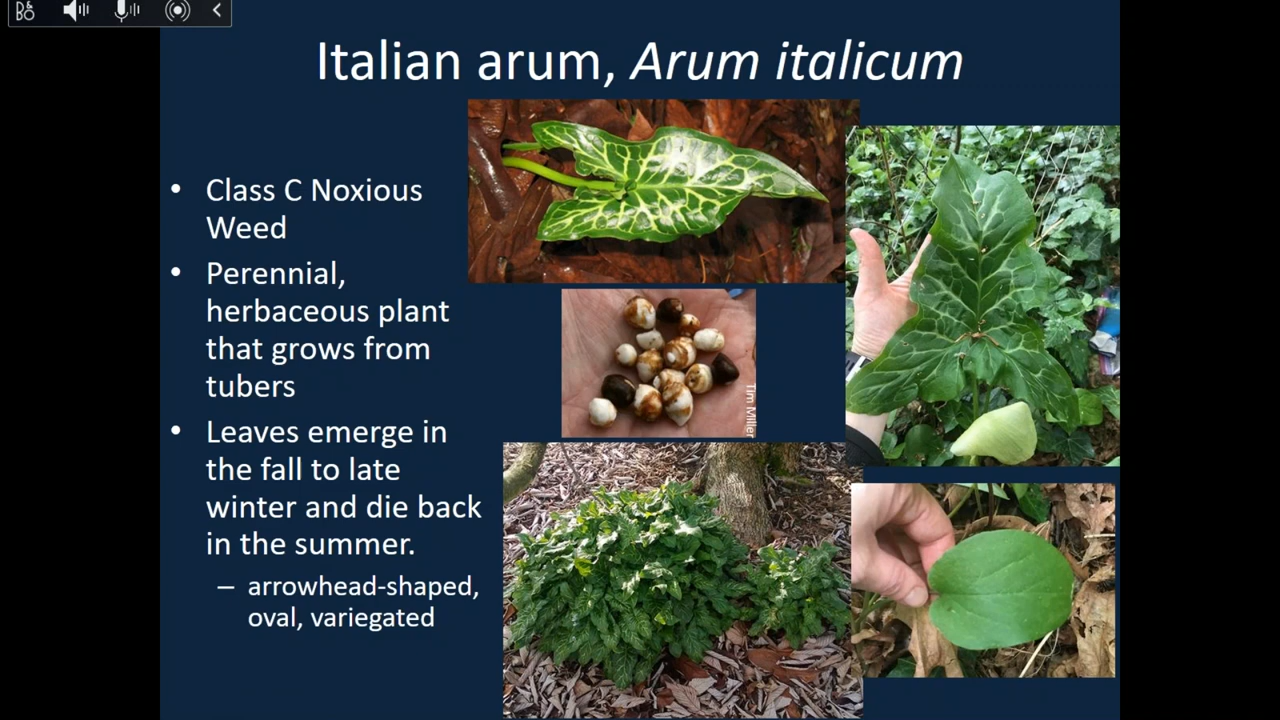 Italian arum, Arum italicum
• Class C Noxious
Weed
• Perennial,
herbaceous plant
that grows from
tubers
• Leaves emerge in
the fall to late
winter and die back
in the summer.
– arrowhead-shaped,
oval, variegated
Tim Miller